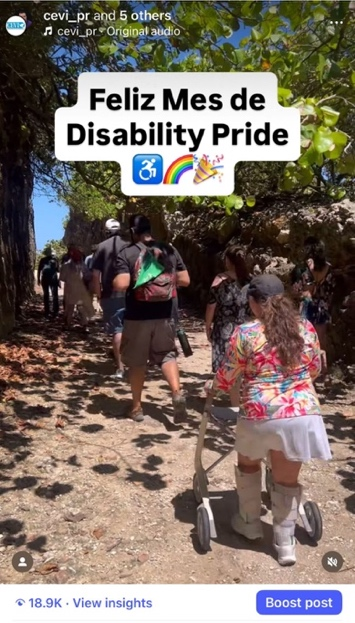 cevi_pr and 5 others
cevi_pr • Original audio
Feliz Mes de
Disability Pride
18.9K · View insights
Boost post